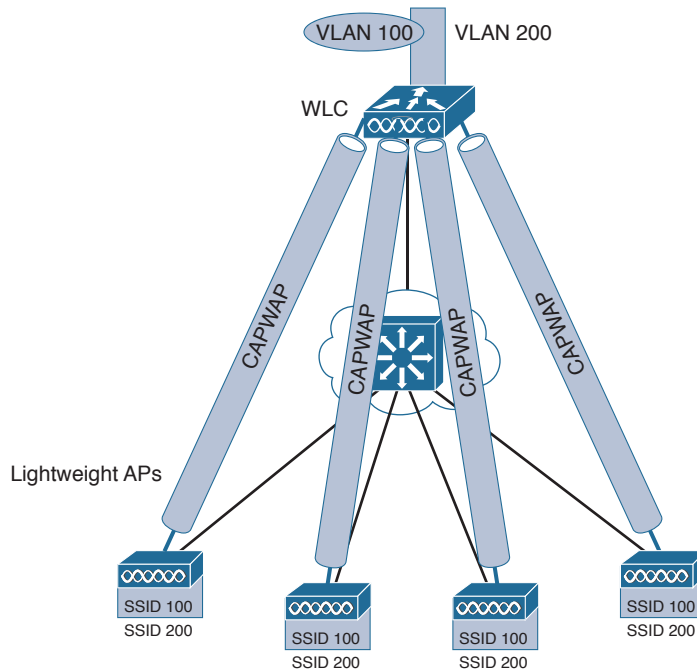 VLAN 100
VLAN 200
WLC
CAPWAP
CAPWAP
CAPWAP
CAPWAP
Lightweight APs
SSID 100
SSID 200
SSID 100
SSID 200
SSID 100
SSID 200
SSID 100
SSID 200